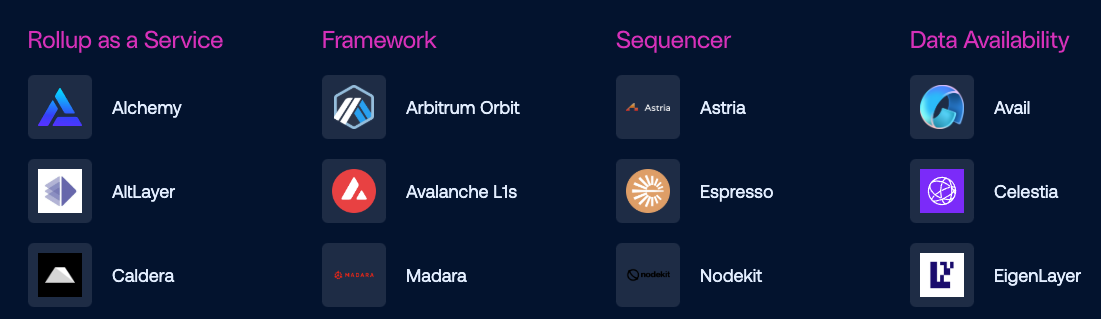 Rollup as a Service Framework Sequencer Data Availability
Alchemy Arbitrum Orbit Astria Astria Avail
AltLayer Avalanche L1s Espresso Celestia
Caldera MADARA Madara nodekit Nodekit EigenLayer